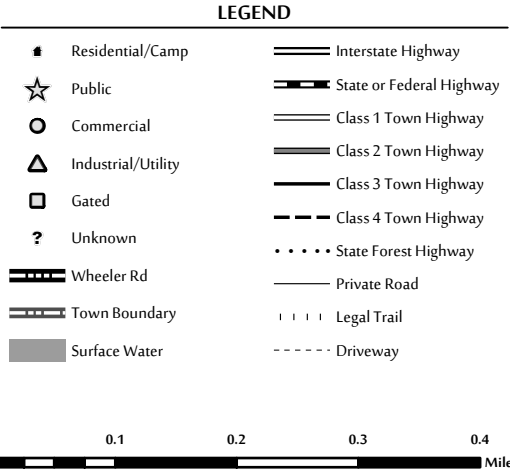 LEGEND
Residential/Camp
Public
Commercial
Industrial/Utility
Gated
? Unknown
Wheeler Rd
Town Boundary
Surface Water
Interstate Highway
State or Federal Highway
Class 1 Town Highway
Class 2 Town Highway
Class 3 Town Highway
Class 4 Town Highway
State Forest Highway
Private Road
Legal Trail
Driveway
0.1 0.2 0.3 0.4
Mile